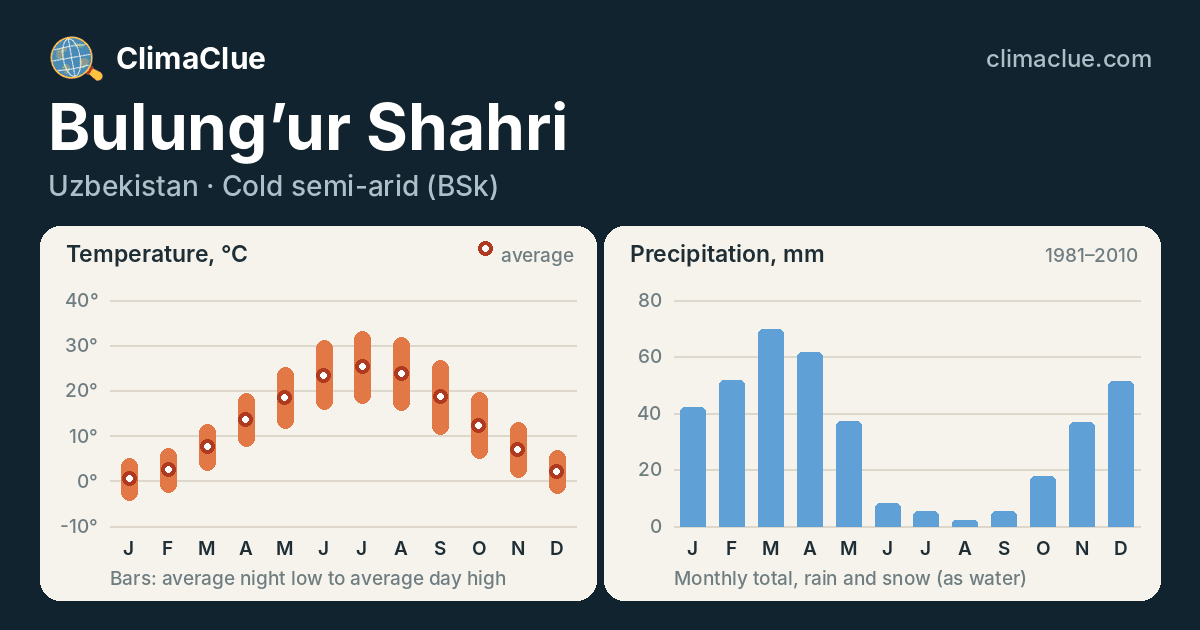 ClimaClue
climaclue.com
Bulung’ur Shahri
Uzbekistan · Cold semi-arid (BSk)
Temperature, °C
average
40°
30°
20°
10°
0°
-10°
J F M A M J J A S O N D
Bars: average night low to average day high
Precipitation, mm
1981–2010
80
60
40
20
0
J F M A M J J A S O N D
Monthly total, rain and snow (as water)